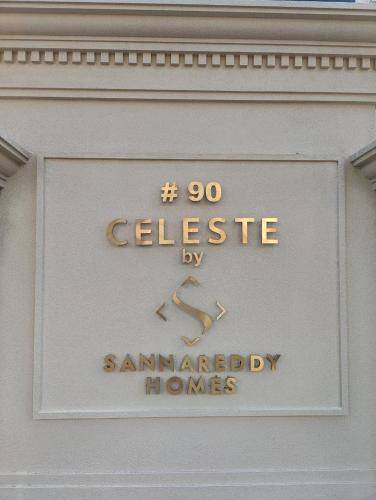 # 90
CELESTE
by
SANNAREDDY
HOMES